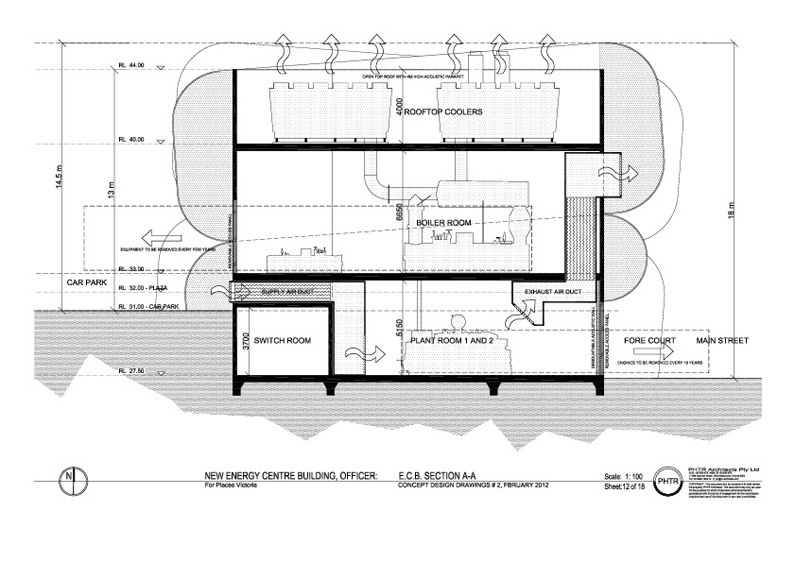 RL 44.00
OPEN TOP ROOF WITH 4M HIGH ACOUSTIC PARAPET
4000
ROOFTOP COOLERS
RL 40.00
14.5 m
13 m
18 m
6650
BOILER ROOM
EQUIPMENT TO BE REMOVED EVERY FEW YEARS
REMOVABLE ACCESS PANEL
RL 33.00
CAR PARK
RL 32.00 - PLAZA
SUPPLY AIR DUCT
EXHAUST AIR DUCT
RL 31.00 - CAR PARK
3700
SWITCH ROOM
5150
PLANT ROOM 1 AND 2
REMOVABLE ACCESS PANEL
FORE COURT
MAIN STREET
ENGINES TO BE REMOVED EVERY 10 YEARS
RL 27.50
N
NEW ENERGY CENTRE BUILDING, OFFICER:
E.C.B. SECTION A-A
For Places Victoria
CONCEPT DESIGN DRAWINGS # 2, FBRUARY 2012
Scale: 1:100
Sheet:12 of 18
PHTR
PHTR Architects Pty Ltd